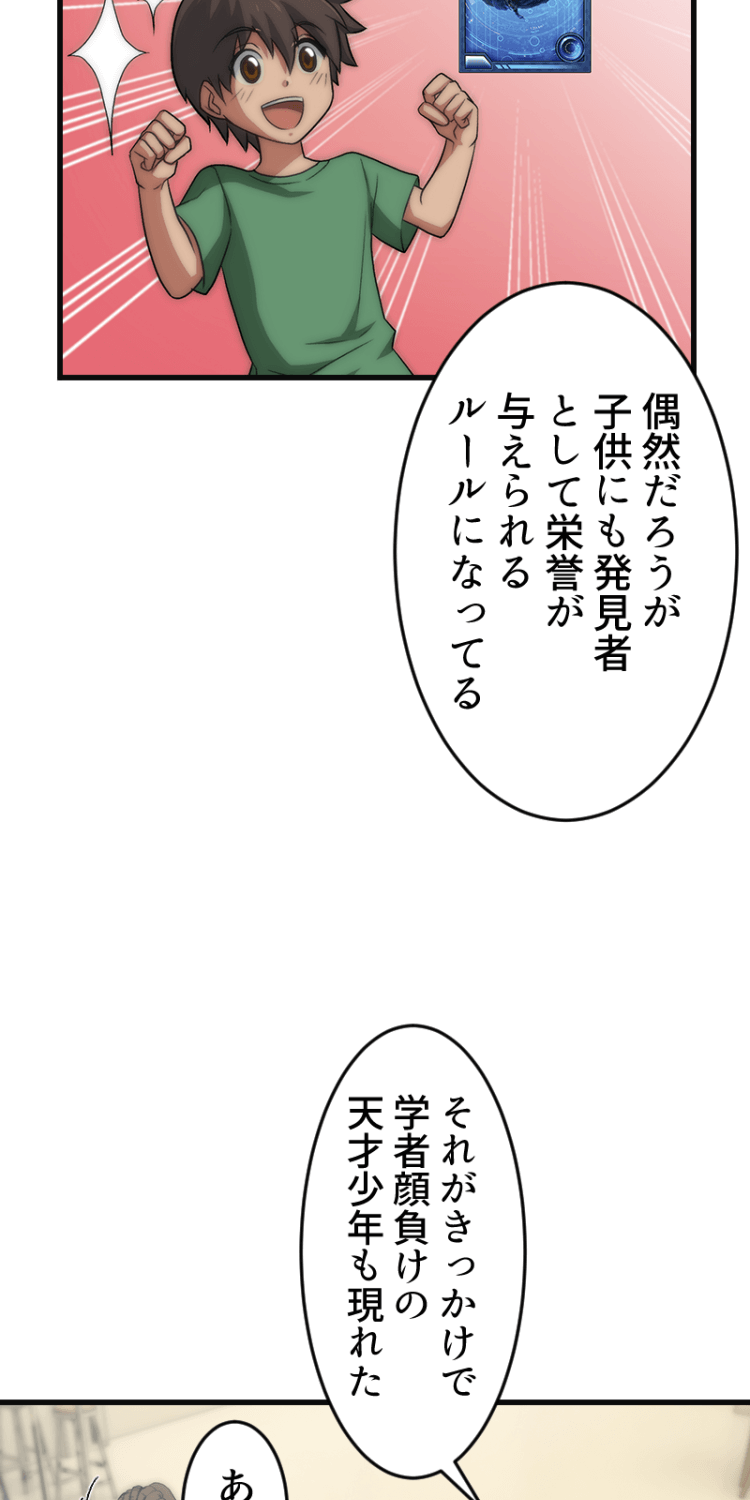 偶然だろうが
子供にも発見者
として栄誉が
与えられる
ルールになってる
それがきっかけで
学者顔負けの
天才少年も現れた
あ